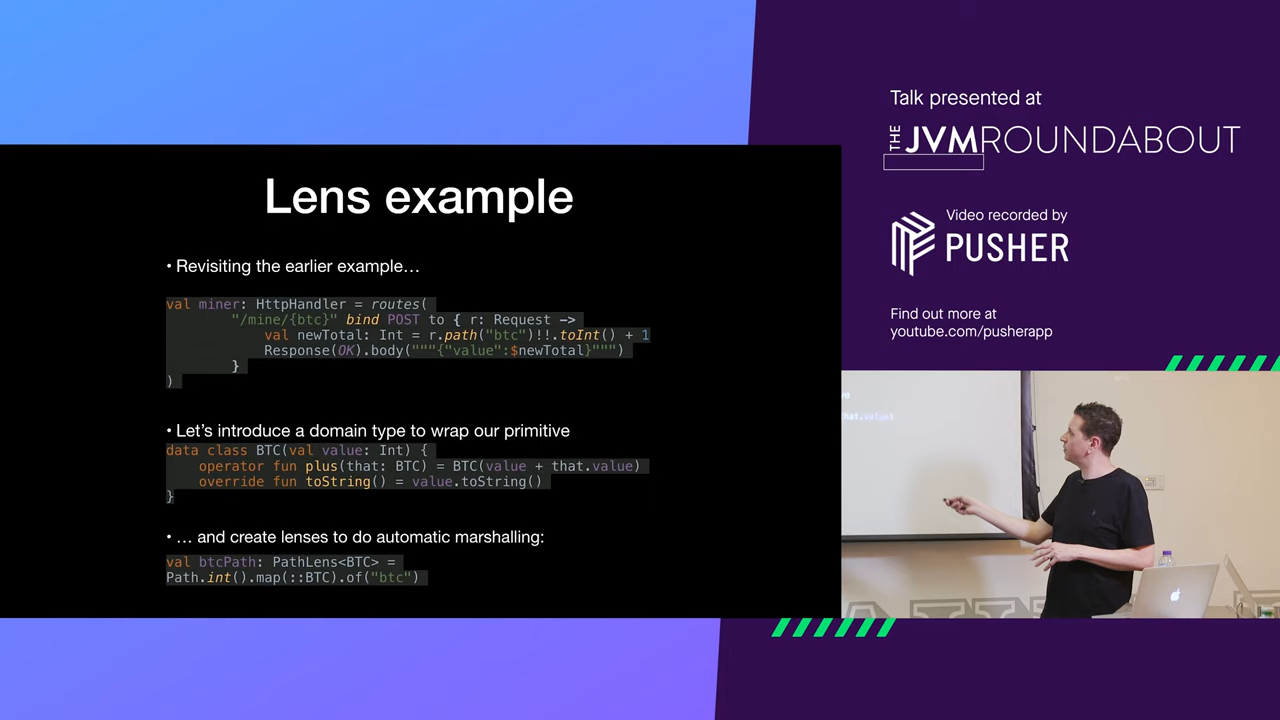 Talk presented at
THE JVMROUNDABOUT
Video recorded by
PUSHER
Find out more at
youtube.com/pusherapp
Lens example
• Revisiting the earlier example…
val miner: HttpHandler = routes(
"/mine/{btc}" bind POST to { r: Request ->
val newTotal: Int = r.path("btc")!!.toInt() + 1
Response(OK).body("""{"value":$newTotal}""")
}
)
• Let's introduce a domain type to wrap our primitive
data class BTC(val value: Int) {
operator fun plus(that: BTC) = BTC(value + that.value)
override fun toString() = value.toString()
}
• … and create lenses to do automatic marshalling:
val btcPath: PathLens<BTC> =
Path.int().map(::BTC).of("btc")
that.value)